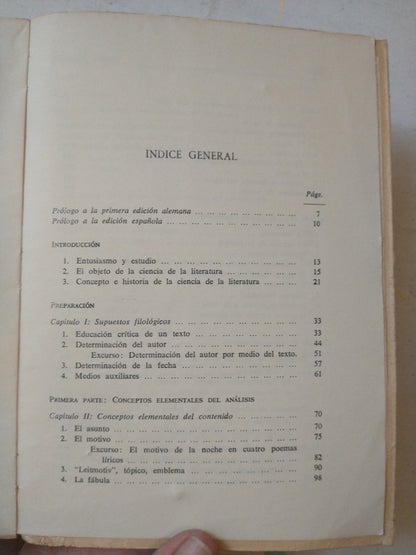 INDICE GENERAL
Págs.
Prólogo a la primera edición alemana ... ... ... ... ... ... ... ... ... 7
Prólogo a la edición española ... ... ... ... ... ... ... ... ... ... ... 10
INTRODUCCIÓN
1. Entusiasmo y estudio ... ... ... ... ... ... ... ... ... ... ... 13
2. El objeto de la ciencia de la literatura ... ... ... ... ... ... 15
3. Concepto e historia de la ciencia de la literatura ... ... ... 21
PREPARACIÓN
Capítulo I: Supuestos filológicos ... ... ... ... ... ... ... ... ... ... 33
1. Educación crítica de un texto ... ... ... ... ... ... ... ... 33
2. Determinación del autor ... ... ... ... ... ... ... ... ... ... 44
Excurso: Determinación del autor por medio del texto. 51
3. Determinación de la fecha ... ... ... ... ... ... ... ... ... 57
4. Medios auxiliares ... ... ... ... ... ... ... ... ... ... ... ... 61
PRIMERA PARTE: CONCEPTOS ELEMENTALES DEL ANÁLISIS
Capítulo II: Conceptos elementales del contenido ... ... ... ... 70
1. El asunto ... ... ... ... ... ... ... ... ... ... ... ... ... ... 70
2. El motivo ... ... ... ... ... ... ... ... ... ... ... ... ... ... 75
Excurso: El motivo de la noche en cuatro poemas
líricos ... ... ... ... ... ... ... ... ... ... ... ... ... 82
3. "Leitmotiv", tópico, emblema ... ... ... ... ... ... ... ... 90
4. La fábula ... ... ... ... ... ... ... ... ... ... ... ... ... ... 98